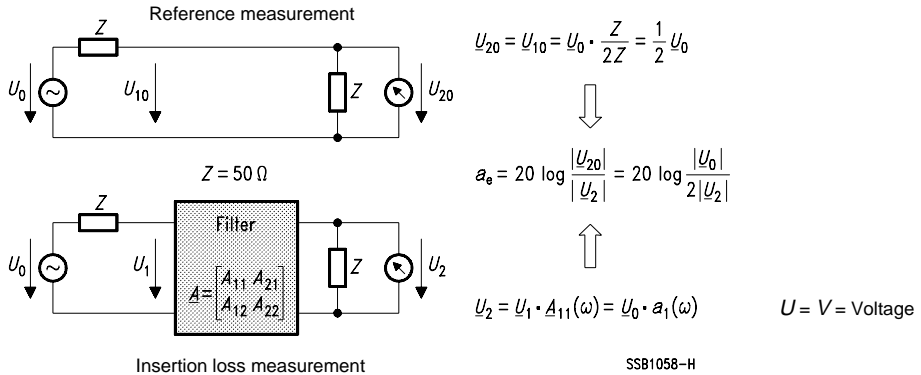 Reference measurement
Z
U₀
U₁₀
Z
U₂₀
U₂₀ = U₁₀ = U₀ · Z/2Z = 1/2 U₀
Z = 50 Ω
aₑ = 20 log |U₂₀|/|U₂| = 20 log |U₀|/2|U₂|
Z
U₀
U₁
Filter
A = [A₁₁ A₂₁
A₁₂ A₂₂]
Z
U₂
U₂ = U₁ · A₁₁(ω) = U₀ · a₁(ω)
U = V = Voltage
Insertion loss measurement
SSB1058-H